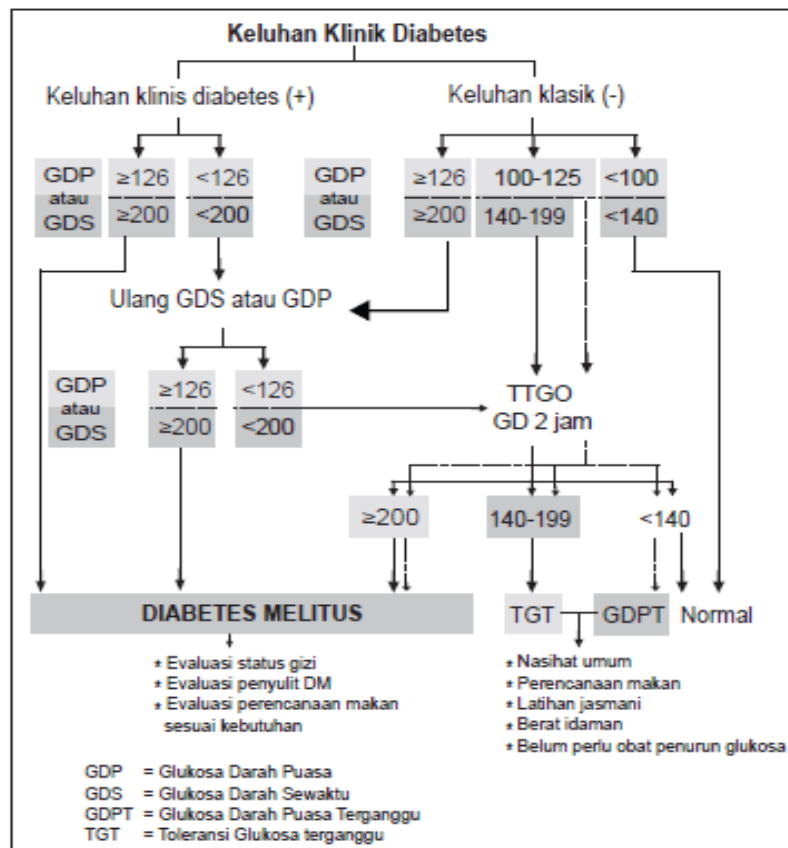 Keluhan Klinik Diabetes
Keluhan klinis diabetes (+)
Keluhan klasik (-)
GDP
atau
GDS
≥126
<126
≥200
<200
GDP
atau
GDS
≥126
100-125
<100
≥200
140-199
<140
Ulang GDS atau GDP
GDP
atau
GDS
≥126
<126
≥200
<200
TTGO
GD 2 jam
≥200
140-199
<140
DIABETES MELITUS
TGT
GDPT
Normal
* Evaluasi status gizi
* Evaluasi penyulit DM
* Evaluasi perencanaan makan
sesuai kebutuhan
* Nasihat umum
* Perencanaan makan
* Latihan jasmani
* Berat idaman
* Belum perlu obat penurun glukosa
GDP = Glukosa Darah Puasa
GDS = Glukosa Darah Sewaktu
GDPT = Glukosa Darah Puasa Terganggu
TGT = Toleransi Glukosa terganggu